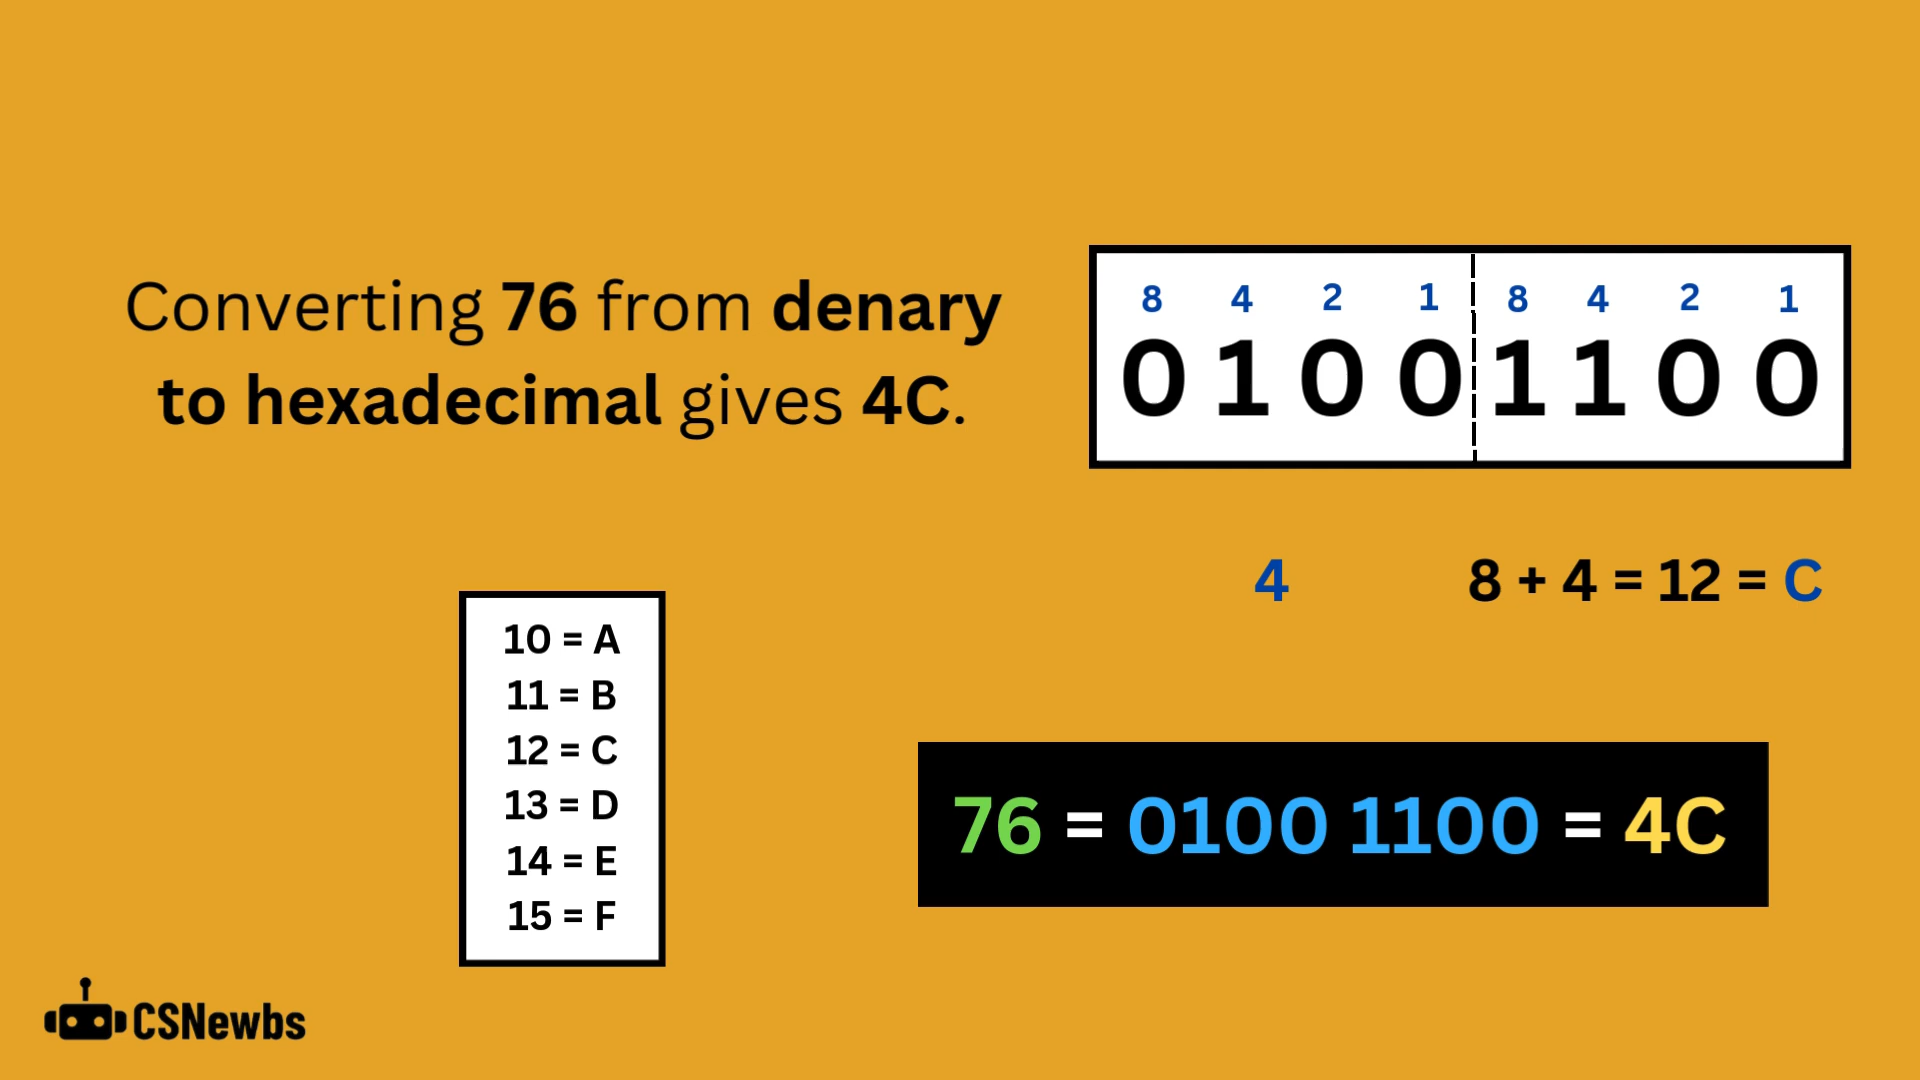 Converting 76 from denary
to hexadecimal gives 4C.
8 4 2 1 8 4 2 1
0 1 0 0 1 1 0 0
4
8 + 4 = 12 = C
10 = A
11 = B
12 = C
13 = D
14 = E
15 = F
76 = 0100 1100 = 4C
CSNewbs